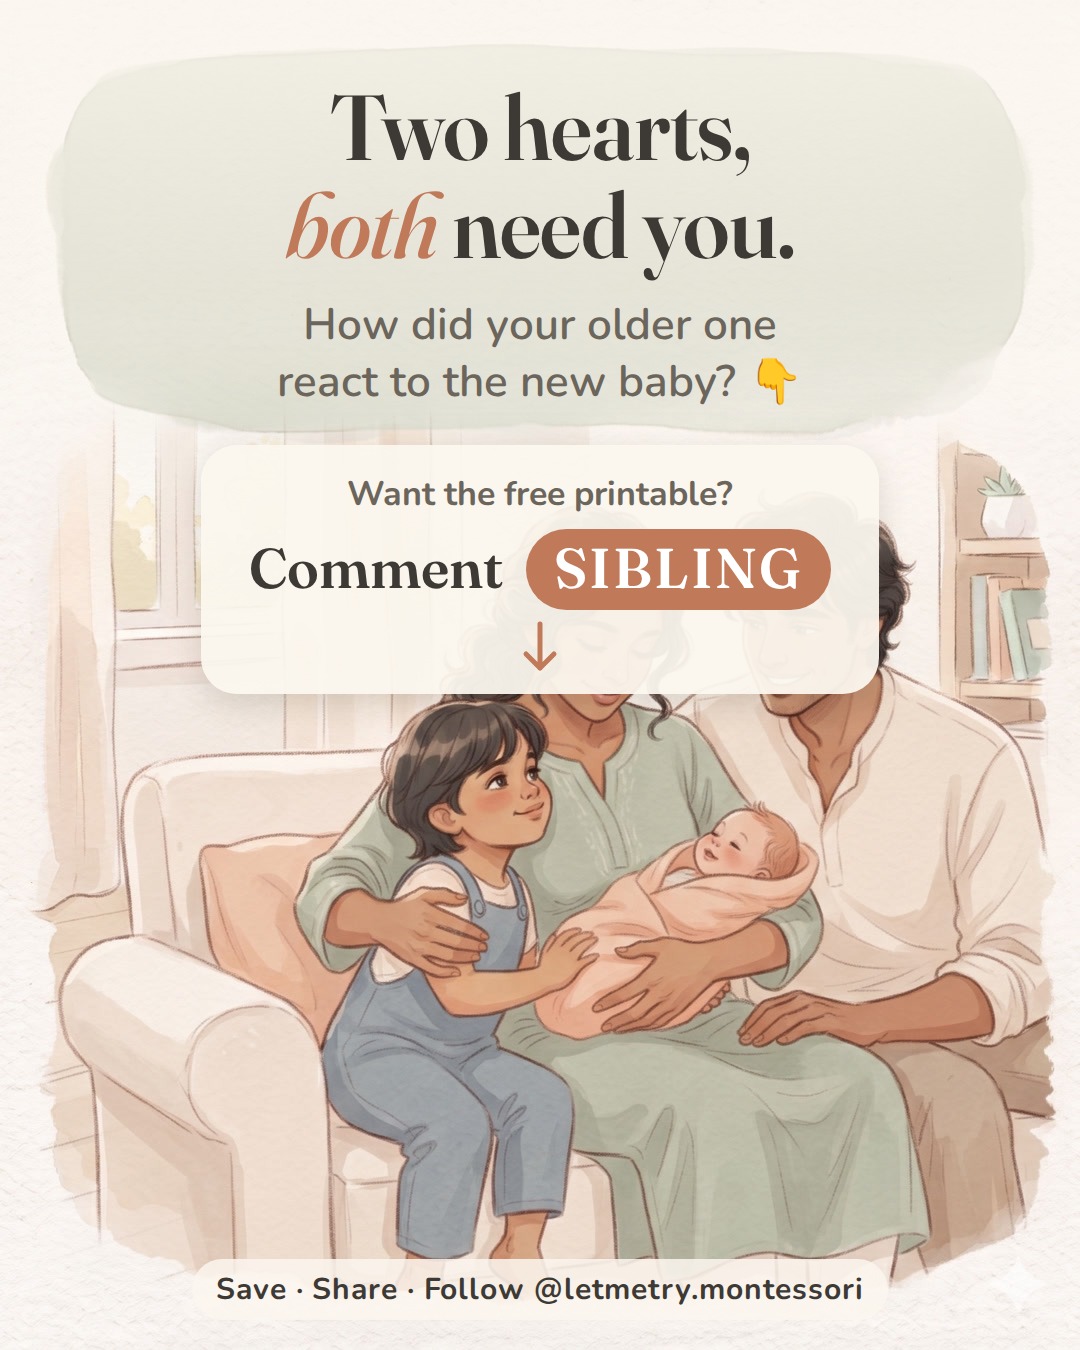 Two hearts,
both need you.
How did your older one
react to the new baby? 👇
Want the free printable?
Comment SIBLING
↓
Save · Share · Follow @letmetry.montessori